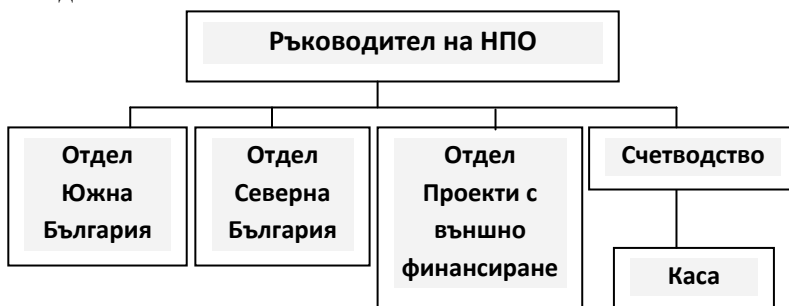 Ръководител на НПО
Отдел
Южна
България
Отдел
Северна
България
Отдел
Проекти с
външно
финансиране
Счетводство
Каса